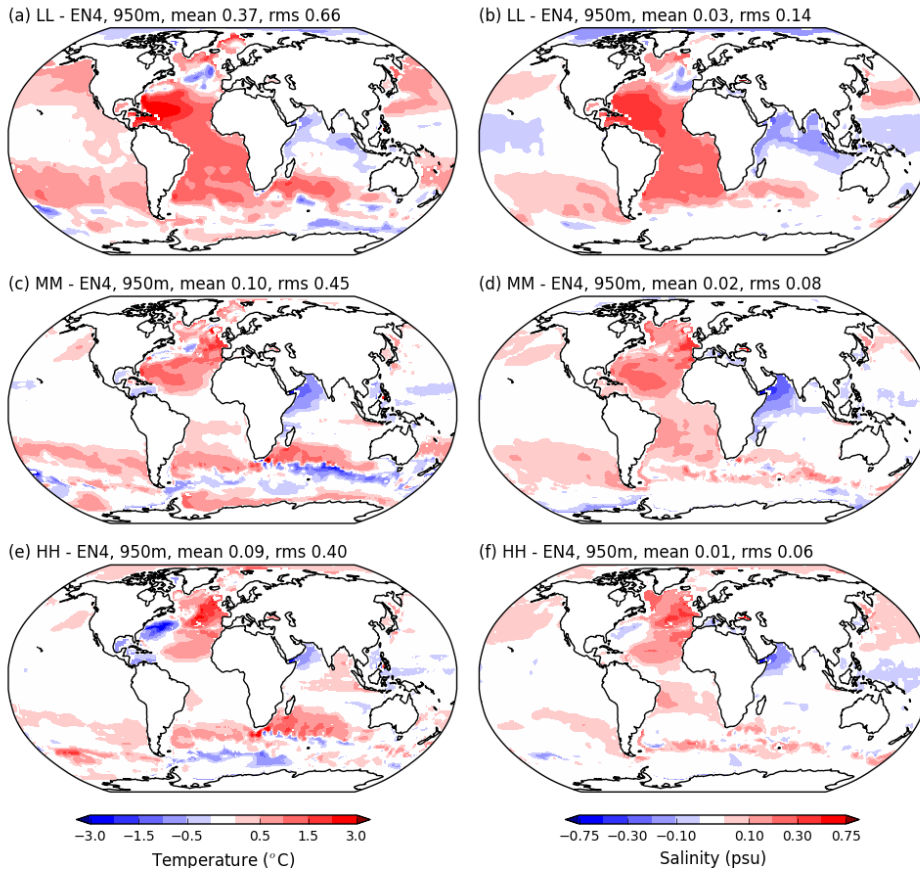 (a) LL - EN4, 950m, mean 0.37, rms 0.66
(b) LL - EN4, 950m, mean 0.03, rms 0.14
(c) MM - EN4, 950m, mean 0.10, rms 0.45
(d) MM - EN4, 950m, mean 0.02, rms 0.08
(e) HH - EN4, 950m, mean 0.09, rms 0.40
(f) HH - EN4, 950m, mean 0.01, rms 0.06
−3.0 −1.5 −0.5 0.5 1.5 3.0
Temperature (°C)
−0.75 −0.30 −0.10 0.10 0.30 0.75
Salinity (psu)